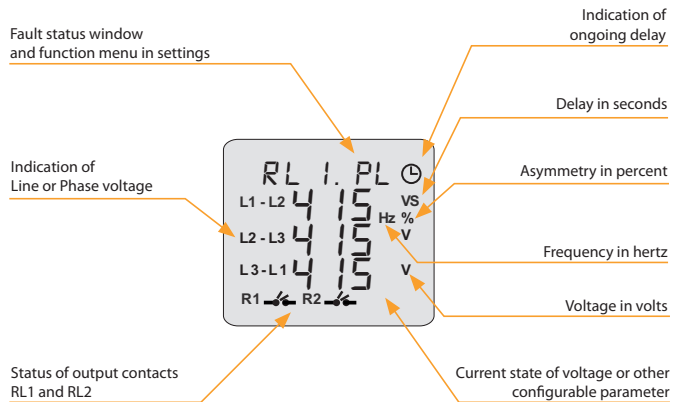 Indication of
ongoing delay
Fault status window
and function menu in settings
Delay in seconds
Indication of
Line or Phase voltage
Asymmetry in percent
RL 1. PL
L1 - L2 415 VS
Hz %
L2 - L3 415 V
L3 - L1 415 V
R1 R2
Frequency in hertz
Voltage in volts
Status of output contacts
RL1 and RL2
Current state of voltage or other
configurable parameter